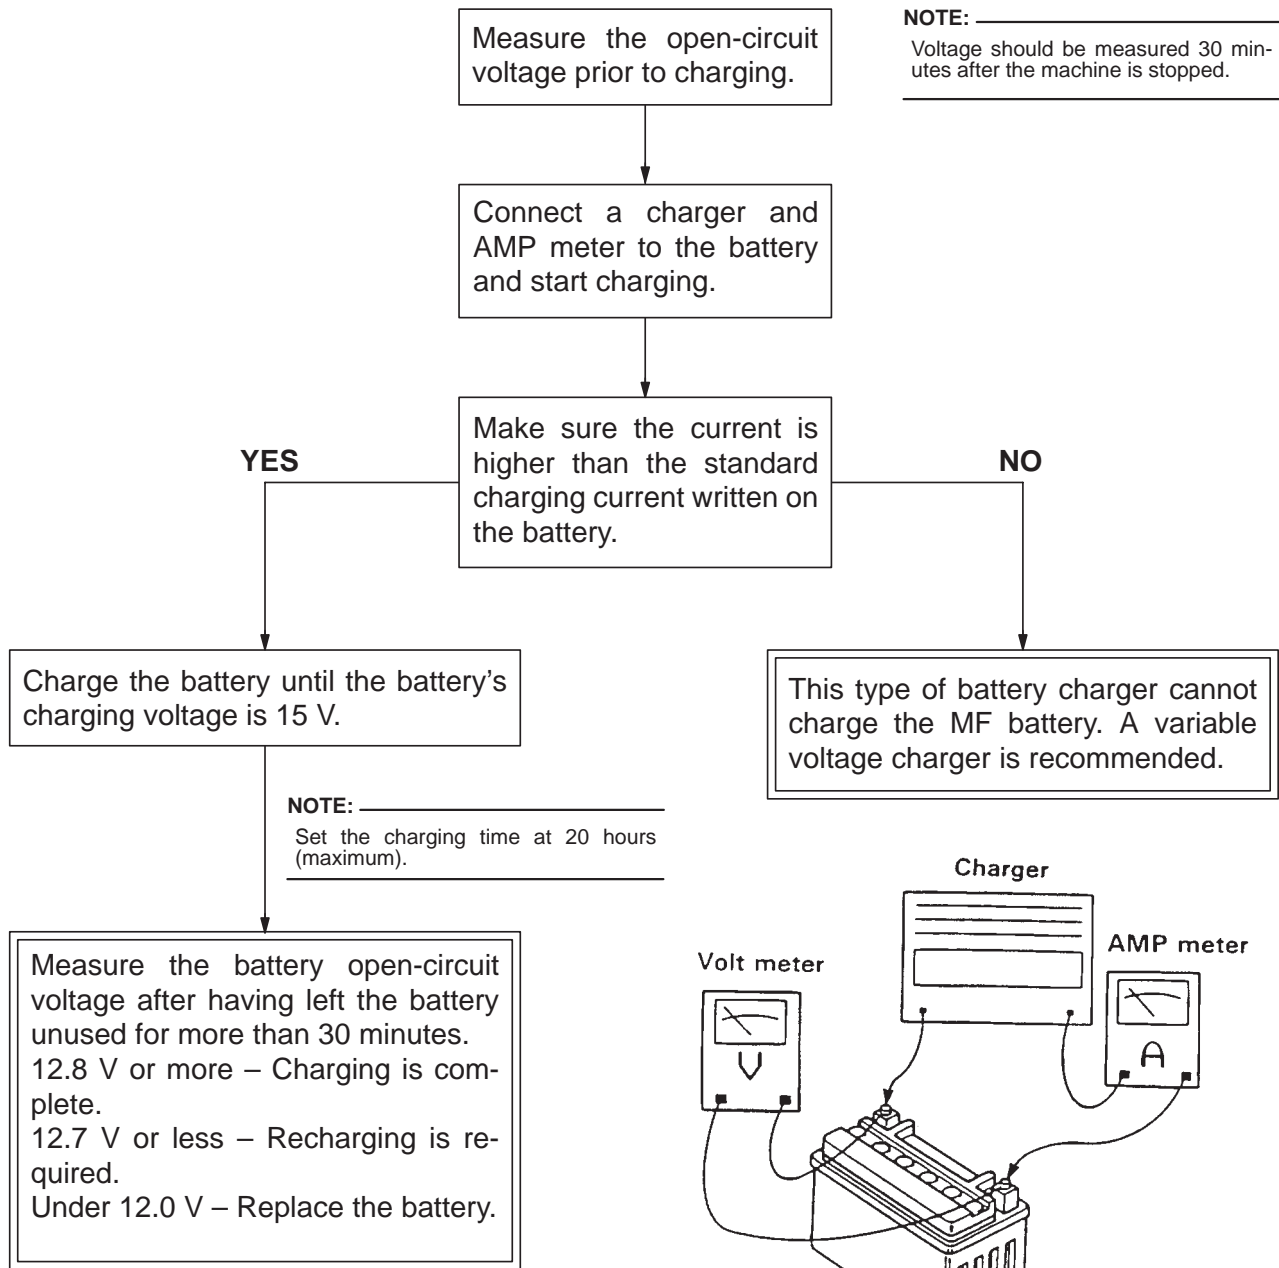 Measure the open-circuit
voltage prior to charging.
NOTE:
Voltage should be measured 30 min-
utes after the machine is stopped.
Connect a charger and
AMP meter to the battery
and start charging.
Make sure the current is
higher than the standard
charging current written on
the battery.
YES
NO
Charge the battery until the battery's
charging voltage is 15 V.
This type of battery charger cannot
charge the MF battery. A variable
voltage charger is recommended.
NOTE:
Set the charging time at 20 hours
(maximum).
Measure the battery open-circuit
voltage after having left the battery
unused for more than 30 minutes.
12.8 V or more – Charging is com-
plete.
12.7 V or less – Recharging is re-
quired.
Under 12.0 V – Replace the battery.
Charger
Volt meter
AMP meter
V
A